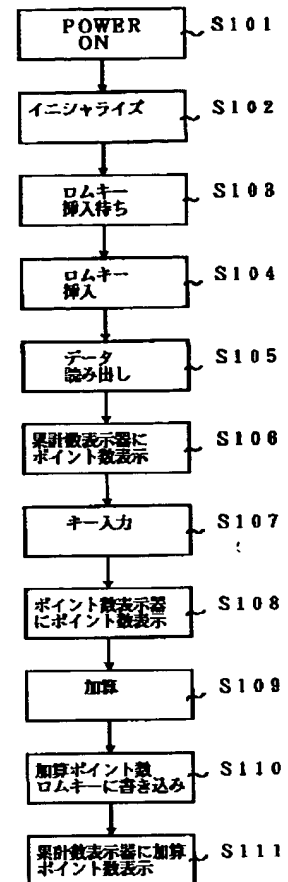 POWER
ON
S101
イニシャライズ
S102
ロムキー
挿入待ち
S103
ロムキー
挿入
S104
データ
読み出し
S105
累計数表示器に
ポイント数表示
S106
キー入力
S107
ポイント数表示器
にポイント数表示
S108
加算
S109
加算ポイント数
ロムキーに書き込み
S110
累計数表示器に加算
ポイント数表示
S111